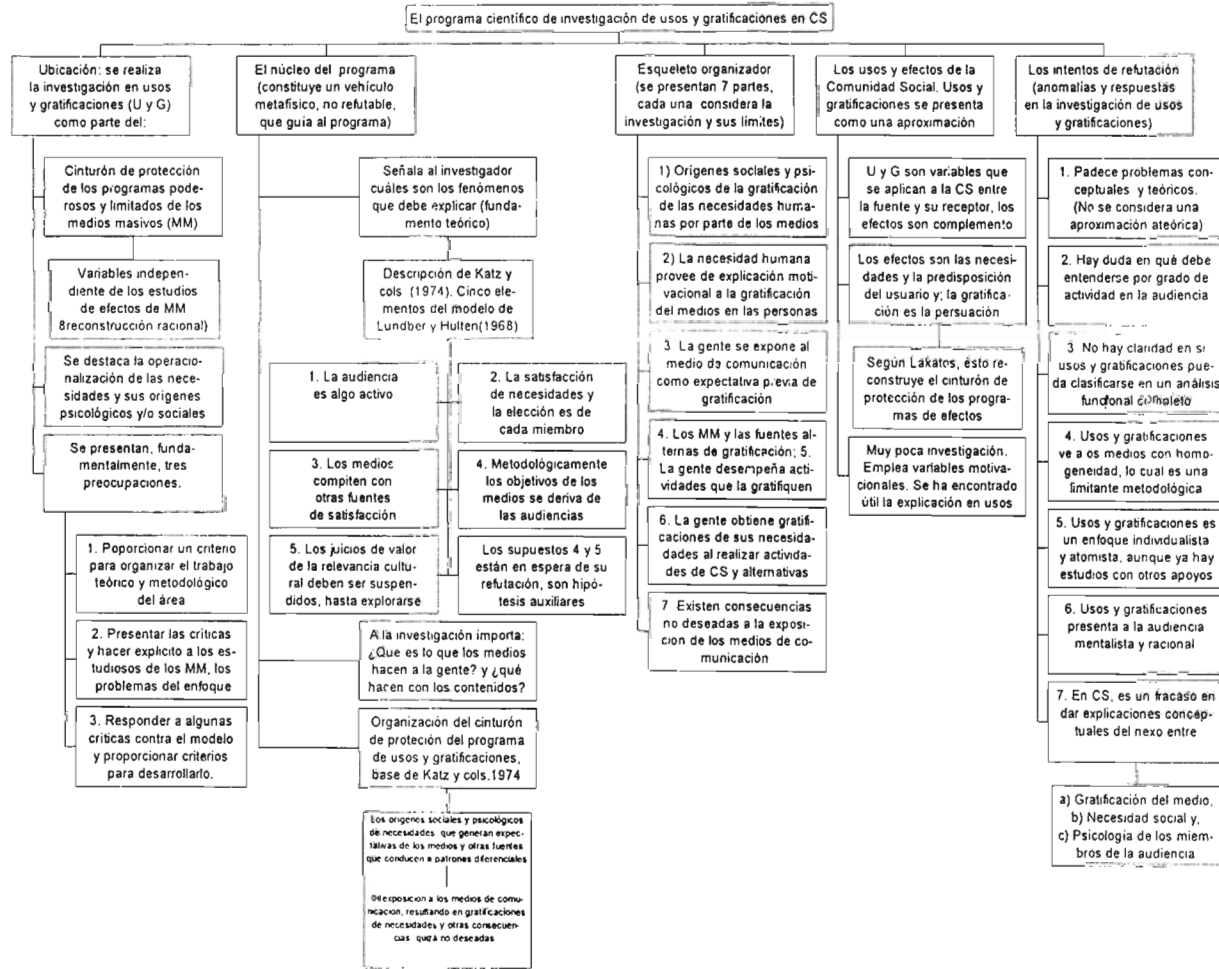 El programa científico de investigación de usos y gratificaciones en CS
Ubicación: se realiza
la investigación en usos
y gratificaciones (U y G)
como parte del:
Cinturón de protección
de los programas pode-
rosos y limitados de los
medios masivos (MM)
Variables indepen-
diente de los estudios
de efectos de MM
8reconstrucción racional)
Se destaca la operacio-
nalización de las nece-
sidades y sus orígenes
psicológicos y/o sociales
Se presentan, funda-
mentalmente, tres
preocupaciones.
1. Poporcionar un criterio
para organizar el trabajo
teórico y metodológico
del área
2. Presentar las críticas
y hacer explícito a los es-
tudiosos de los MM, los
problemas del enfoque
3. Responder a algunas
críticas contra el modelo
y proporcionar criterios
para desarrollarlo.
El núcleo del programa
(constituye un vehículo
metafísico, no refutable,
que guía al programa)
Señala al investigador
cuáles son los fenómenos
que debe explicar (funda-
mento teórico)
Descripción de Katz y
cols (1974). Cinco ele-
mentos del modelo de
Lundber y Hulten(1968)
1. La audiencia
es algo activo
2. La satisfacción
de necesidades y
la elección es de
cada miembro
3. Los medios
compiten con
otras fuentes
de satisfacción
4. Metodológicamente
los objetivos de los
medios se deriva de
las audiencias
5. Los juicios de valor
de la relevancia cultu-
ral deben ser suspen-
didos, hasta explorarse
Los supuestos 4 y 5
están en espera de su
refutación, son hipó-
tesis auxiliares
A la investigación importa:
¿Que es lo que los medios
hacen a la gente? y ¿qué
hacen con los contenidos?
Organización del cinturón
de proteción del programa
de usos y gratificaciones,
base de Katz y cols.1974
Los orígenes sociales y psicológicos
de necesidades que generan expec-
tativas de los medios y otras fuentes
que conducen a patrones diferenciales
exposicion a los medios de comu-
nicacion, resultando en gratificaciones
de necesidades y otras consecuen-
cias quizá no deseadas
Esqueleto organizador
(se presentan 7 partes,
cada una considera la
investigación y sus límites)
1) Orígenes sociales y psi-
cológicos de la gratificación
de las necesidades huma-
nas por parte de los medios
2) La necesidad humana
provee de explicación moti-
vacional a la gratificación
del medios en las personas
3 La gente se expone al
medio de comunicación
como expectativa previa de
gratificación
4. Los MM y las fuentes al-
ternas de gratificación; 5.
La gente desempeña acti-
vidades que la gratifiquen
6. La gente obtiene gratifi-
caciones de sus necesida-
dades al realizar activida-
des de CS y alternativas
7 Existen consecuencias
no deseadas a la exposi-
cion de los medios de co-
municación
Los usos y efectos de la
Comunidad Social. Usos y
gratificaciones se presenta
como una aproximación
U y G son variables que
se aplican a la CS entre
la fuente y su receptor, los
efectos son complemento
Los efectos son las necesi-
dades y la predisposición
del usuario y; la gratifica-
ción es la persuación
Según Lakatos, ésto re-
construye el cinturón de
protección de los progra-
mas de efectos
Muy poca investigación.
Emplea variables motiva-
cionales. Se ha encontrado
útil la explicación en usos
Los intentos de refutación
(anomalías y respuestas
en la investigación de usos
y gratificaciones)
1. Padece problemas con-
ceptuales y teóricos.
(No se considera una
aproximación ateórica)
2. Hay duda en qué debe
entenderse por grado de
actividad en la audiencia
3 No hay claridad en si
usos y gratificaciones pue-
da clasificarse en un análisis
funcional completo
4. Usos y gratificaciones
ve a os medios con homo-
geneidad, lo cual es una
limitante metodológica
5. Usos y gratificaciones es
un enfoque individualista
y atomista, aunque ya hay
estudios con otros apoyos
6. Usos y gratificaciones
presenta a la audiencia
mentalista y racional
7. En CS, es un fracaso en
dar explicaciones concep-
tuales del nexo entre
a) Gratificación del medio,
b) Necesidad social y,
c) Psicología de los miem-
bros de la audiencia